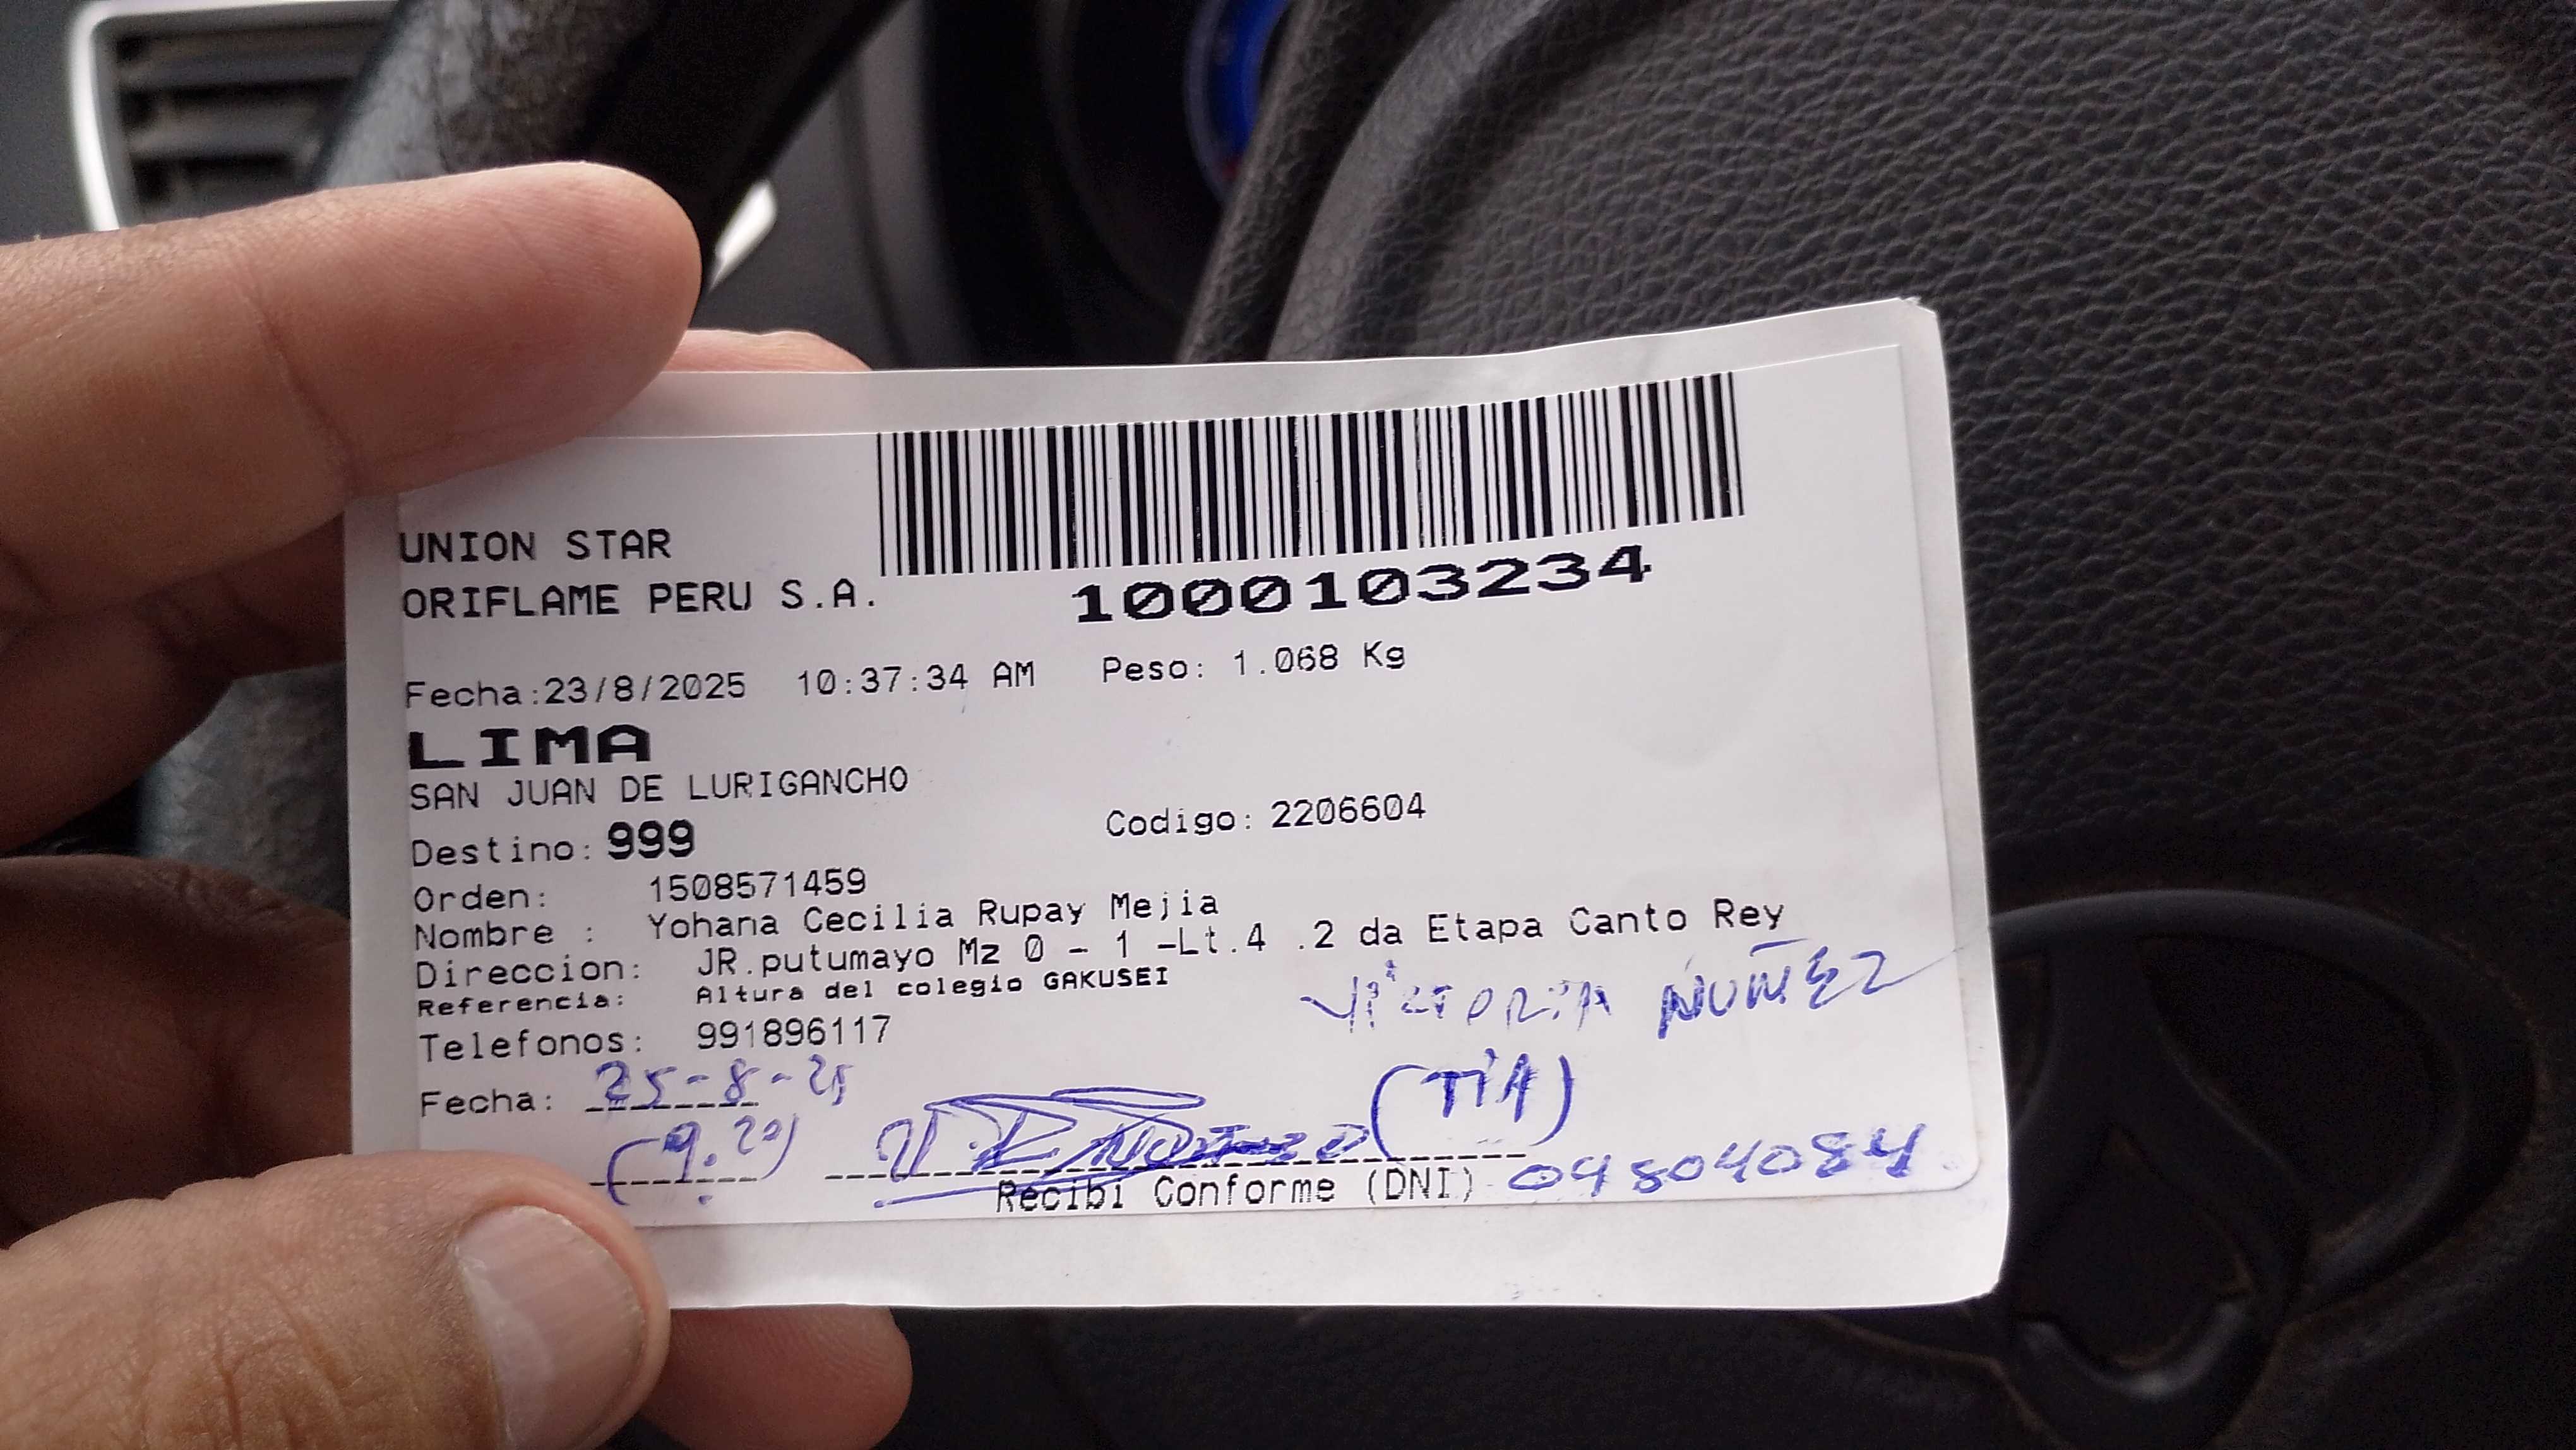 UNION STAR
ORIFLAME PERU S.A.
1000103234
Fecha:23/8/2025 10:37:34 AM Peso: 1.068 Kg
LIMA
SAN JUAN DE LURIGANCHO
Destino: 999 Codigo: 2206604
Orden: 1508571459
Nombre : Yohana Cecilia Rupay Mejia
Direccion: JR.putumayo Mz 0 - 1 -Lt.4 .2 da Etapa Canto Rey
Referencia: Altura del colegio GAKUSEI
VICTORIA NUÑEZ
Telefonos: 991896117
(TIA)
Fecha: 25-8-25
(9:20)
Recibi Conforme (DNI) 09804084